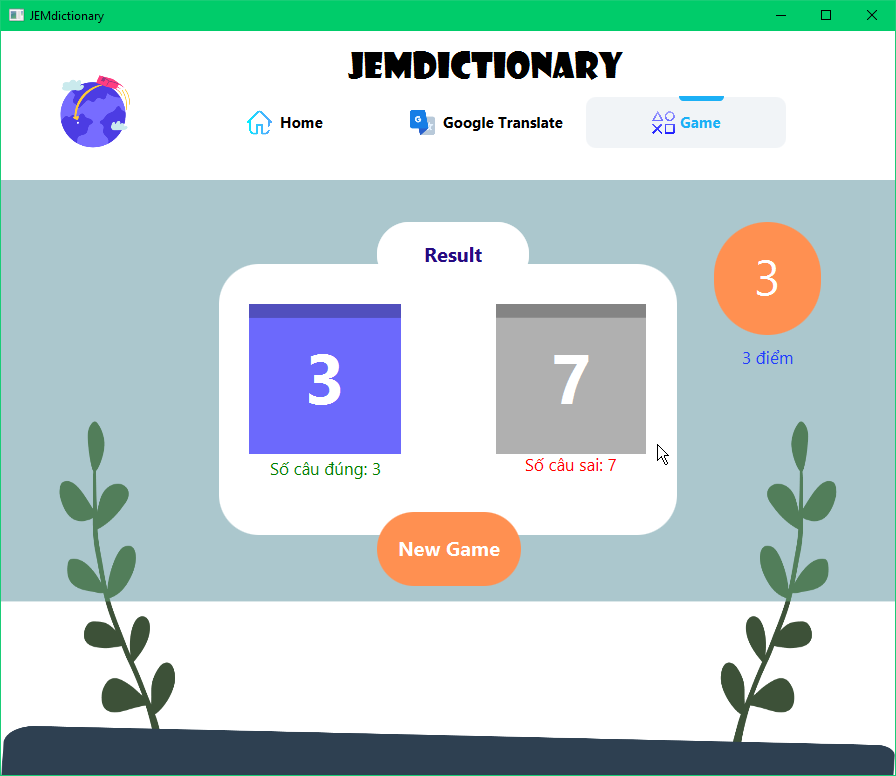 JEMdictionary
JEMDICTIONARY
Home
Google Translate
Game
Result
3
3
7
3 điểm
Số câu đúng: 3
Số câu sai: 7
New Game